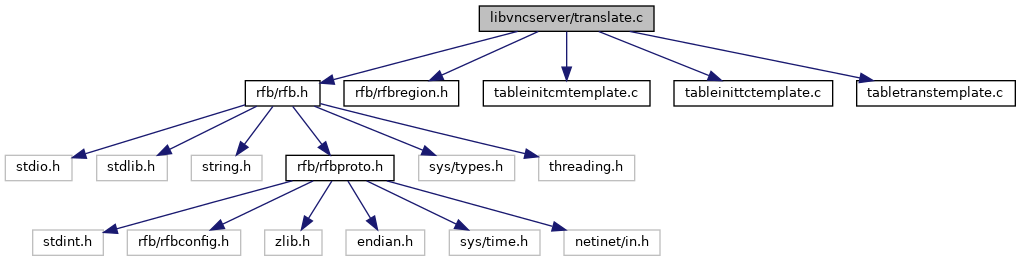 libvncserver/translate.c
rfb/rfb.h
rfb/rfbregion.h
tableinitcmtemplate.c
tableinittctemplate.c
tabletranstemplate.c
stdio.h
stdlib.h
string.h
rfb/rfbproto.h
sys/types.h
threading.h
stdint.h
rfb/rfbconfig.h
zlib.h
endian.h
sys/time.h
netinet/in.h